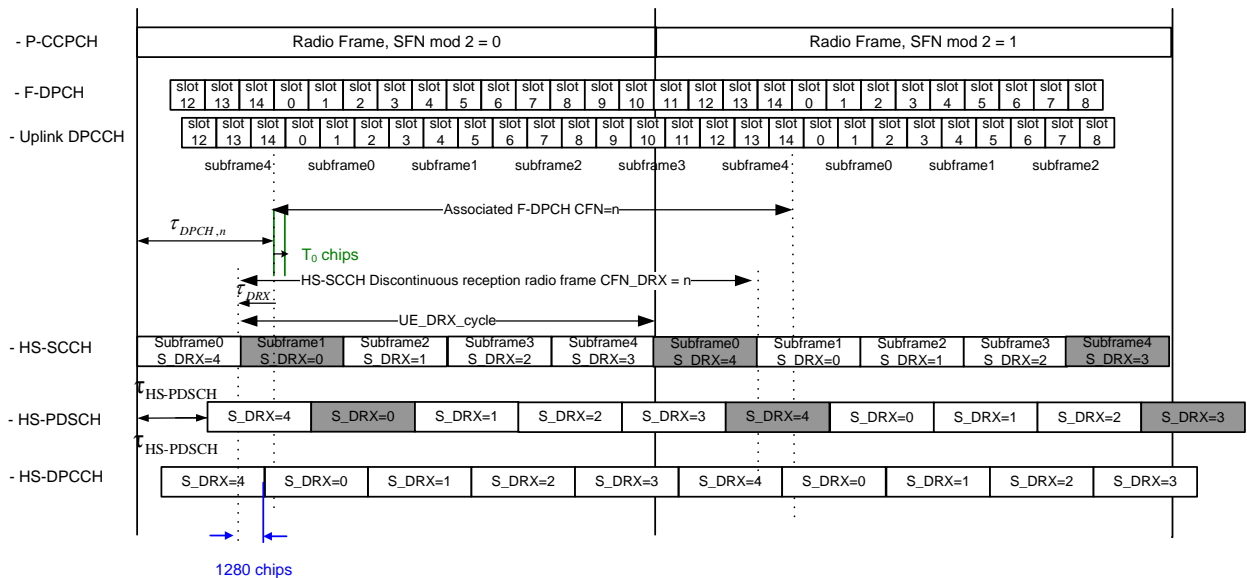 - P-CCPCH
Radio Frame, SFN mod 2 = 0
Radio Frame, SFN mod 2 = 1
- F-DPCH
slot 12 slot 13 slot 14 slot 0 slot 1 slot 2 slot 3 slot 4 slot 5 slot 6 slot 7 slot 8 slot 9 slot 10 slot 11 slot 12 slot 13 slot 14 slot 0 slot 1 slot 2 slot 3 slot 4 slot 5 slot 6 slot 7 slot 8
- Uplink DPCCH
slot 12 slot 13 slot 14 slot 0 slot 1 slot 2 slot 3 slot 4 slot 5 slot 6 slot 7 slot 8 slot 9 slot 10 slot 11 slot 12 slot 13 slot 14 slot 0 slot 1 slot 2 slot 3 slot 4 slot 5 slot 6 slot 7 slot 8
subframe4 subframe0 subframe1 subframe2 subframe3 subframe4 subframe0 subframe1 subframe2
Associated F-DPCH CFN=n
τDPCH,n
T0 chips
HS-SCCH Discontinuous reception radio frame CFN_DRX = n
τDRX
UE_DRX_cycle
- HS-SCCH
Subframe0 Subframe1 Subframe2 Subframe3 Subframe4 Subframe0 Subframe1 Subframe2 Subframe3 Subframe4
S_DRX=4 S_DRX=0 S_DRX=1 S_DRX=2 S_DRX=3 S_DRX=4 S_DRX=0 S_DRX=1 S_DRX=2 S_DRX=3
τHS-PDSCH
- HS-PDSCH
S_DRX=4 S_DRX=0 S_DRX=1 S_DRX=2 S_DRX=3 S_DRX=4 S_DRX=0 S_DRX=1 S_DRX=2 S_DRX=3
τHS-PDSCH
- HS-DPCCH
S_DRX=4 S_DRX=0 S_DRX=1 S_DRX=2 S_DRX=3 S_DRX=4 S_DRX=0 S_DRX=1 S_DRX=2 S_DRX=3
1280 chips